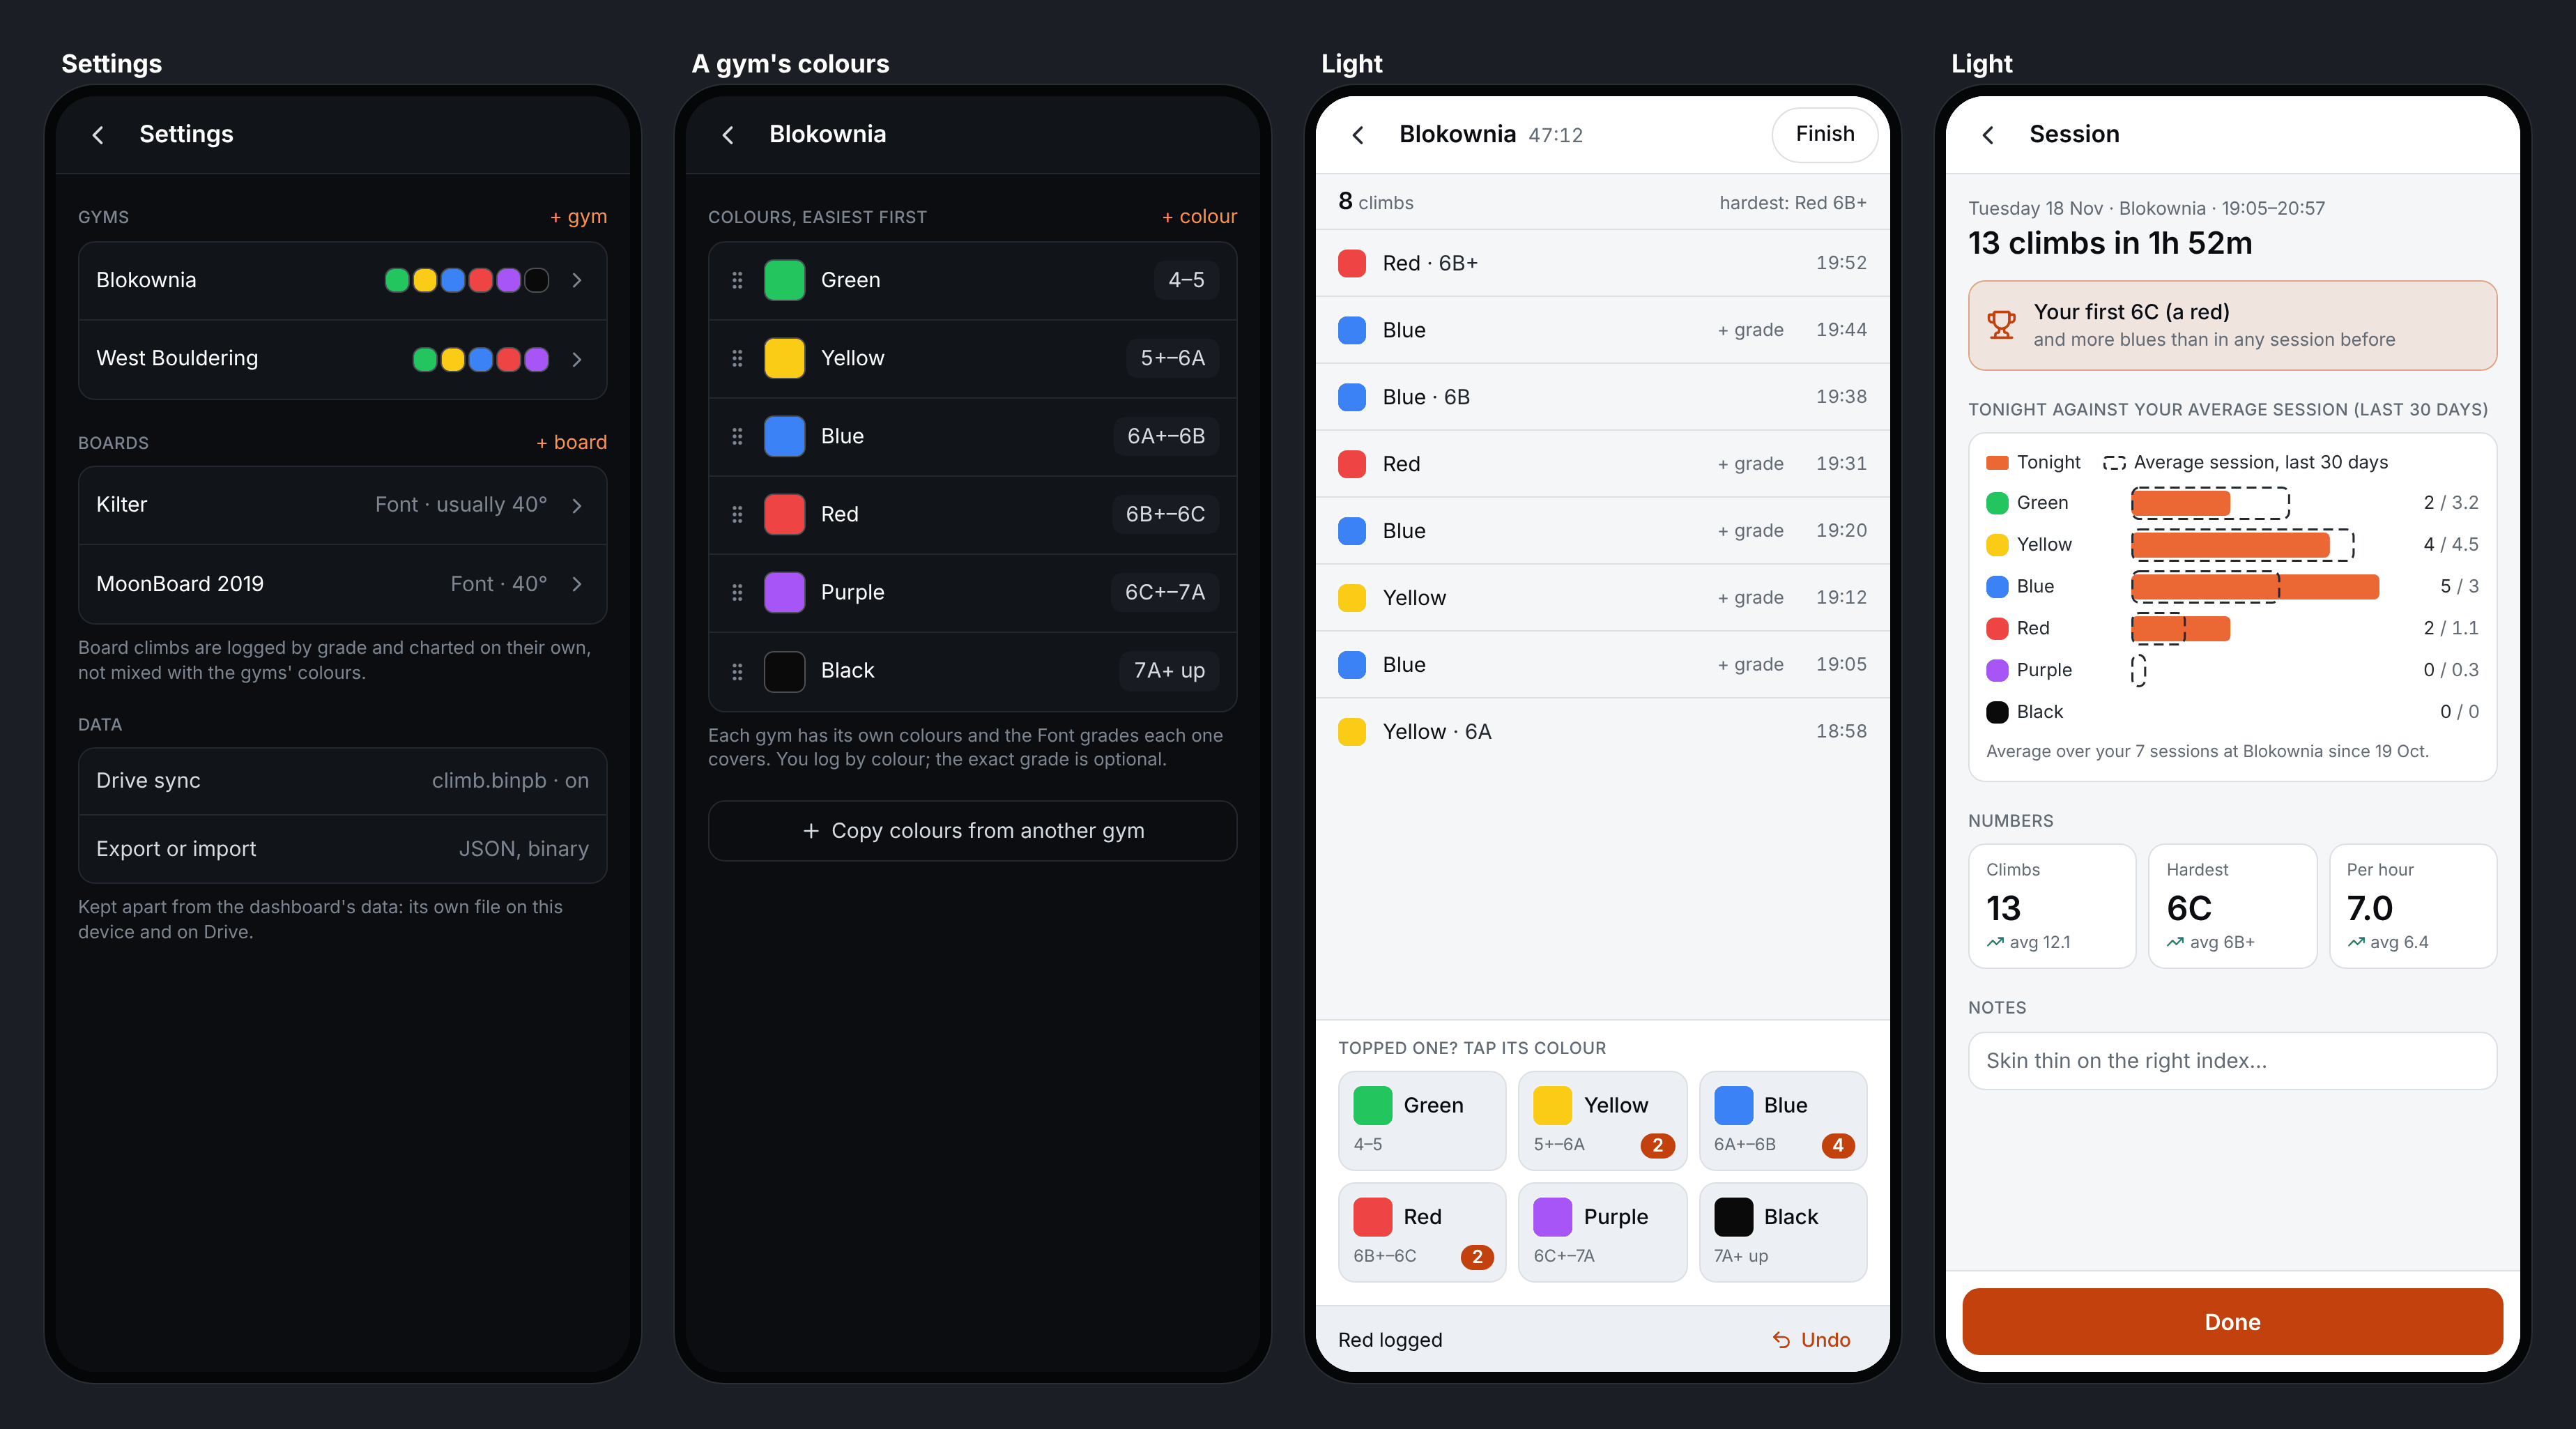 Settings
Settings
GYMS
+ gym
Blokownia
West Bouldering
BOARDS
+ board
Kilter
Font · usually 40°
MoonBoard 2019
Font · 40°
Board climbs are logged by grade and charted on their own,
not mixed with the gyms' colours.
DATA
Drive sync
climb.binpb · on
Export or import
JSON, binary
Kept apart from the dashboard's data: its own file on this
device and on Drive.
A gym's colours
Blokownia
COLOURS, EASIEST FIRST
+ colour
Green
4–5
Yellow
5+–6A
Blue
6A+–6B
Red
6B+–6C
Purple
6C+–7A
Black
7A+ up
Each gym has its own colours and the Font grades each one
covers. You log by colour; the exact grade is optional.
+ Copy colours from another gym
Light
Blokownia 47:12
Finish
8 climbs
hardest: Red 6B+
Red · 6B+
19:52
Blue
+ grade
19:44
Blue · 6B
19:38
Red
+ grade
19:31
Blue
+ grade
19:20
Yellow
+ grade
19:12
Blue
+ grade
19:05
Yellow · 6A
18:58
TOPPED ONE? TAP ITS COLOUR
Green
4–5
Yellow
5+–6A
2
Blue
6A+–6B
4
Red
6B+–6C
2
Purple
6C+–7A
Black
7A+ up
Red logged
Undo
Light
Session
Tuesday 18 Nov · Blokownia · 19:05–20:57
13 climbs in 1h 52m
Your first 6C (a red)
and more blues than in any session before
TONIGHT AGAINST YOUR AVERAGE SESSION (LAST 30 DAYS)
Tonight
Average session, last 30 days
Green
2 / 3.2
Yellow
4 / 4.5
Blue
5 / 3
Red
2 / 1.1
Purple
0 / 0.3
Black
0 / 0
Average over your 7 sessions at Blokownia since 19 Oct.
NUMBERS
Climbs
13
avg 12.1
Hardest
6C
avg 6B+
Per hour
7.0
avg 6.4
NOTES
Skin thin on the right index...
Done